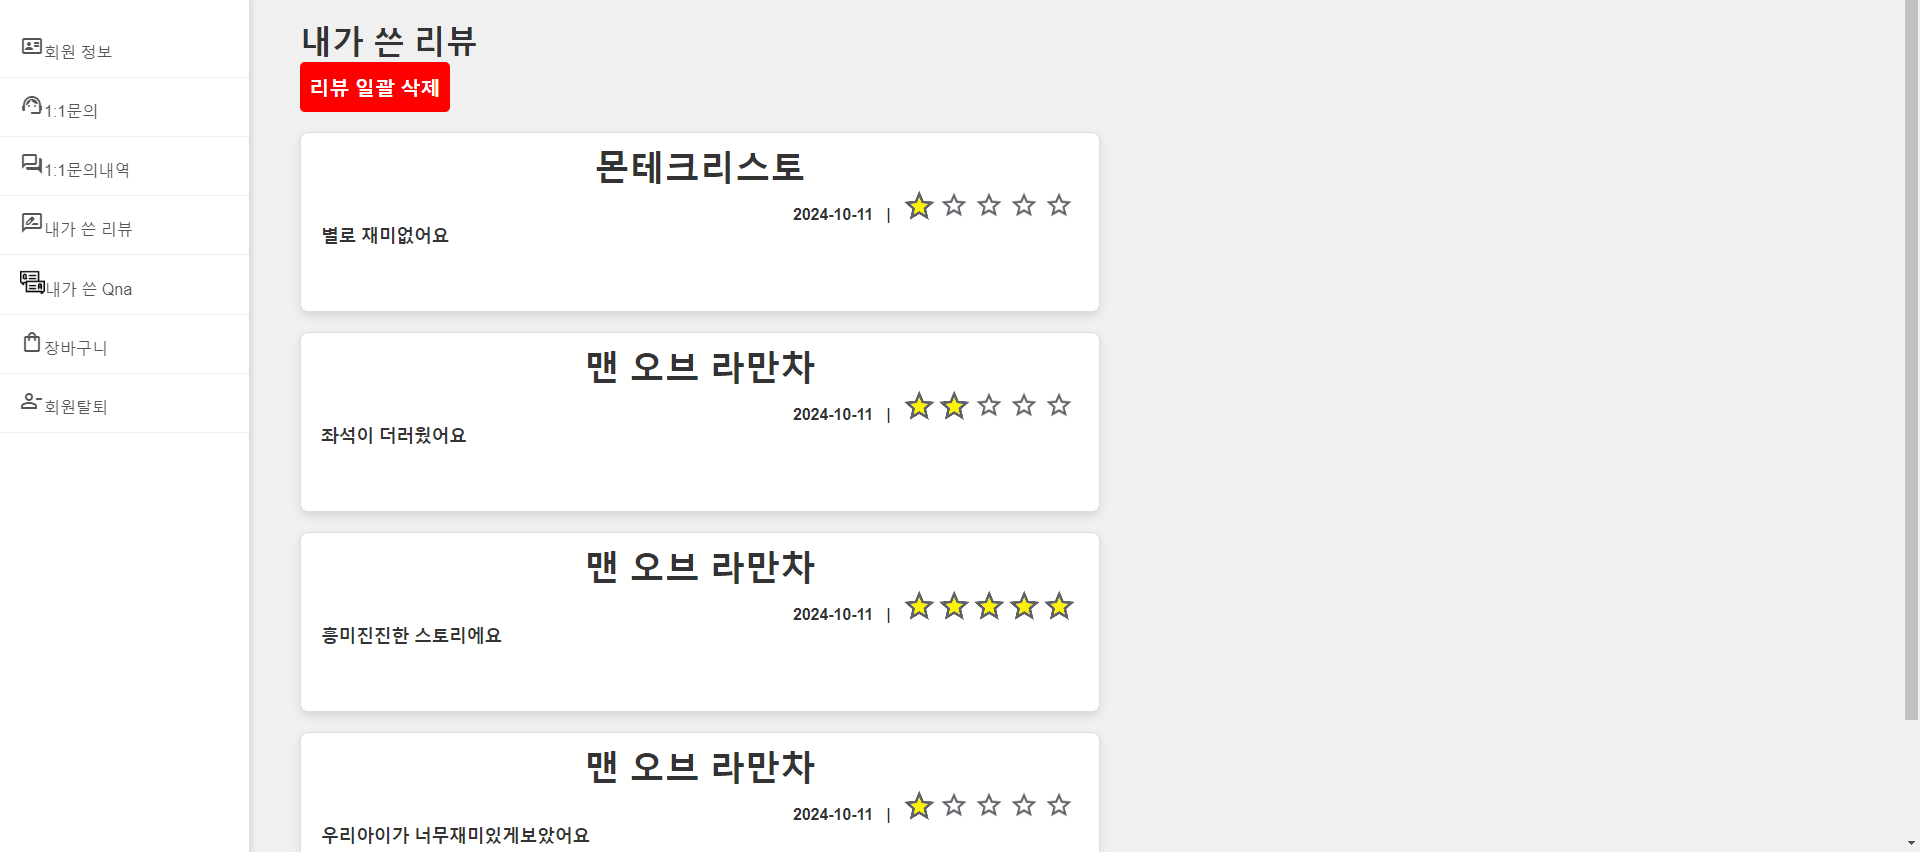 회원 정보
1:1문의
1:1문의내역
내가 쓴 리뷰
내가 쓴 Qna
장바구니
회원탈퇴
내가 쓴 리뷰
리뷰 일괄 삭제
몬테크리스토
2024-10-11 |
별로 재미없어요
맨 오브 라만차
2024-10-11 |
좌석이 더러웠어요
맨 오브 라만차
2024-10-11 |
흥미진진한 스토리에요
맨 오브 라만차
2024-10-11 |
우리아이가 너무재미있게보았어요